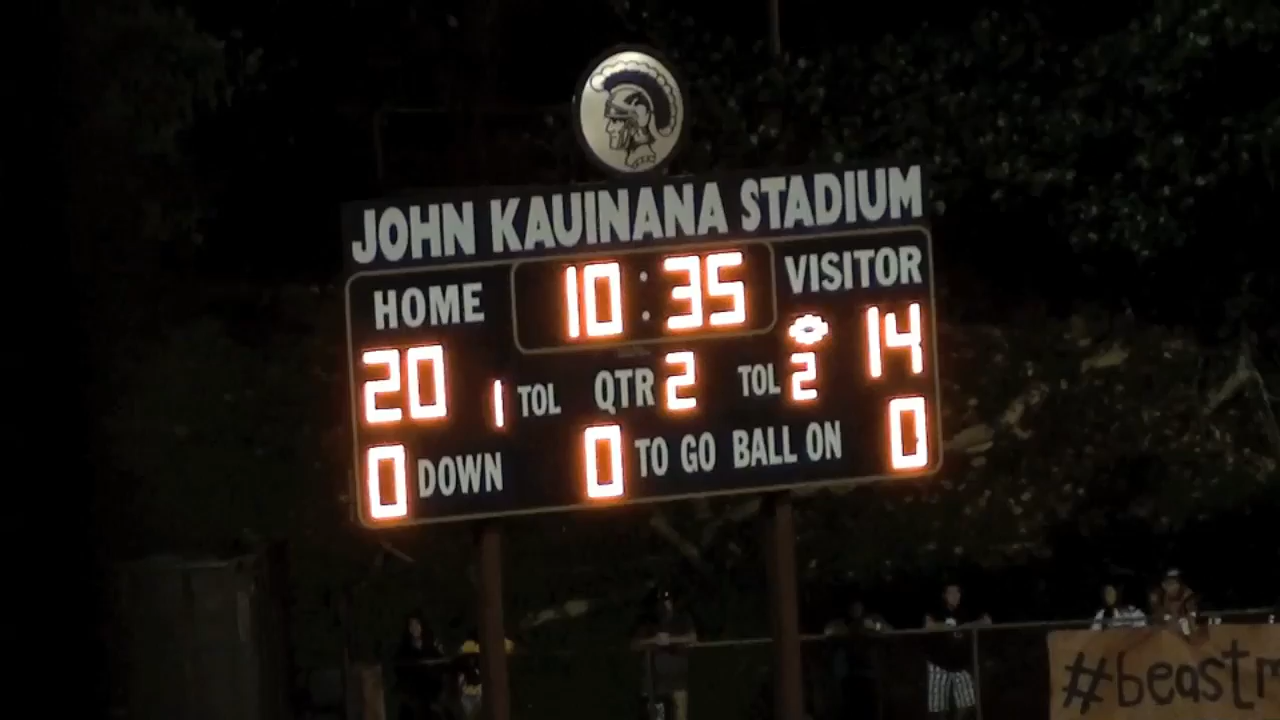 JOHN KAUINANA STADIUM
HOME 10:35 VISITOR
20 1 TOL QTR 2 TOL 2 14
0 DOWN 0 TO GO BALL ON 0
#beastm